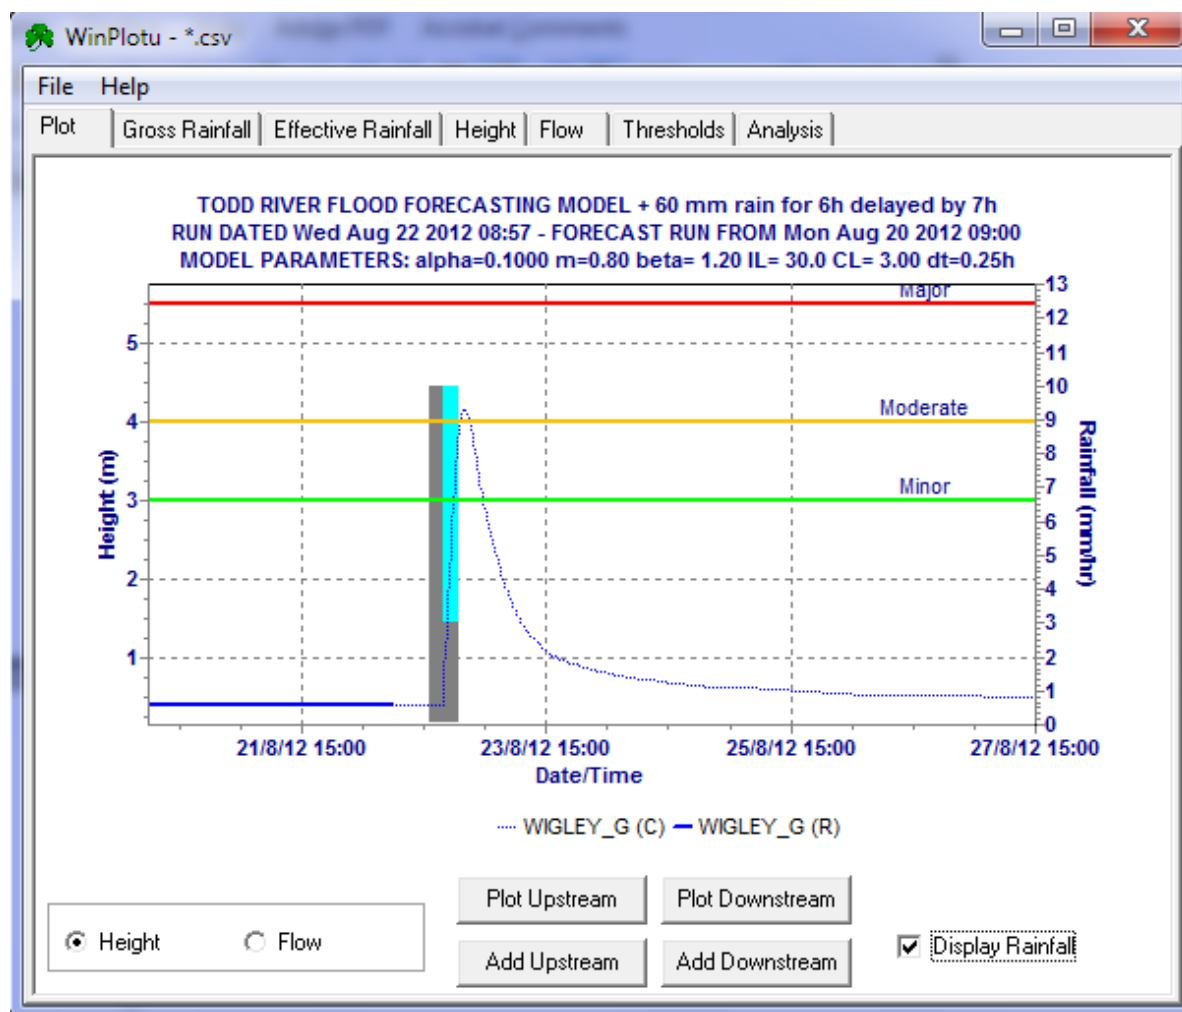 WinPlotu - *.csv
File Help
Plot Gross Rainfall Effective Rainfall Height Flow Thresholds Analysis
TODD RIVER FLOOD FORECASTING MODEL + 60 mm rain for 6h delayed by 7h
RUN DATED Wed Aug 22 2012 08:57 - FORECAST RUN FROM Mon Aug 20 2012 09:00
MODEL PARAMETERS: alpha=0.1000 m=0.80 beta= 1.20 IL= 30.0 CL= 3.00 dt=0.25h
Major
Moderate
Minor
Height (m)
5
4
3
2
1
13
12
11
10
9
8
7
6
5
4
3
2
1
0
Rainfall (mm/hr)
21/8/12 15:00 23/8/12 15:00 25/8/12 15:00 27/8/12 15:00
Date/Time
WIGLEY_G (C) WIGLEY_G (R)
Plot Upstream Plot Downstream
Height Flow
Display Rainfall
Add Upstream Add Downstream